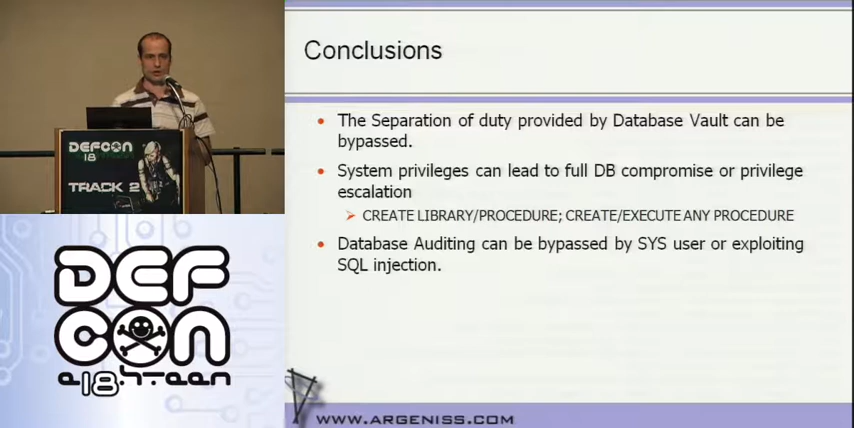 Conclusions
The Separation of duty provided by Database Vault can be
bypassed.
System privileges can lead to full DB compromise or privilege
escalation
CREATE LIBRARY/PROCEDURE; CREATE/EXECUTE ANY PROCEDURE
Database Auditing can be bypassed by SYS user or exploiting
SQL injection.
DEFCON
18
TRACK 2
DEF
CON
e18hteen
WWW.ARGENISS.COM